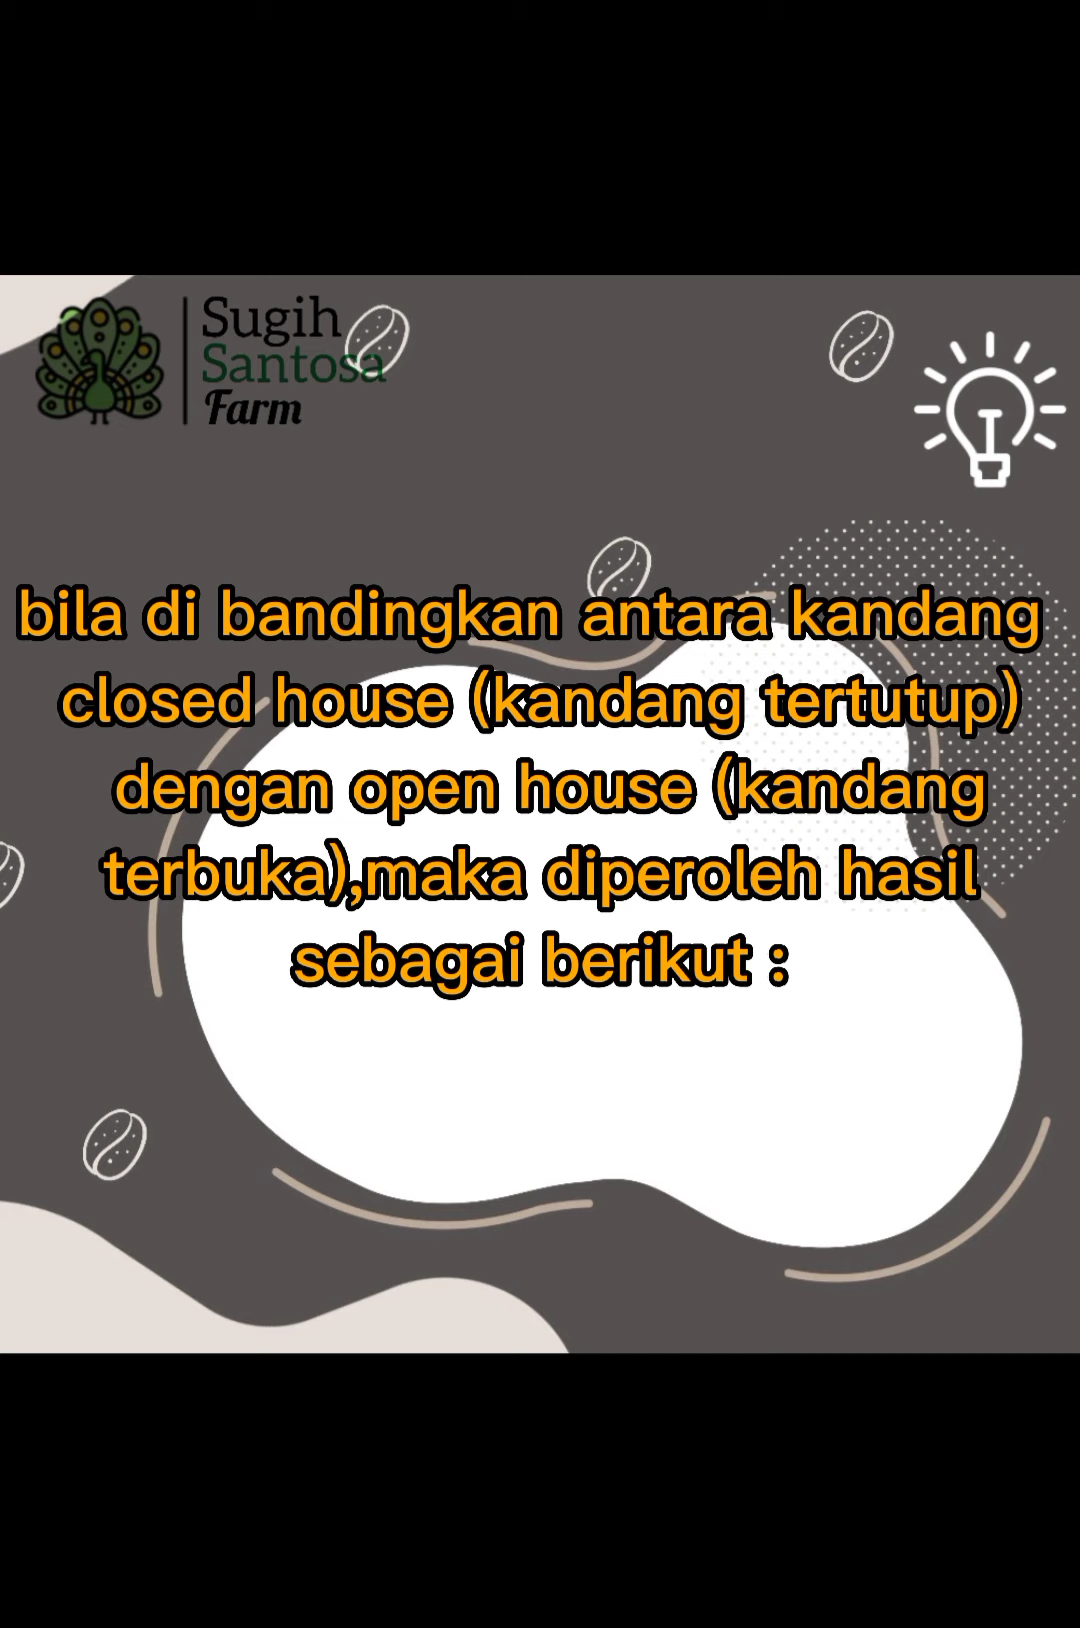 Sugih
Santosa
Farm
bila di bandingkan antara kandang
closed house (kandang tertutup)
dengan open house (kandang
terbuka),maka diperoleh hasil
sebagai berikut :